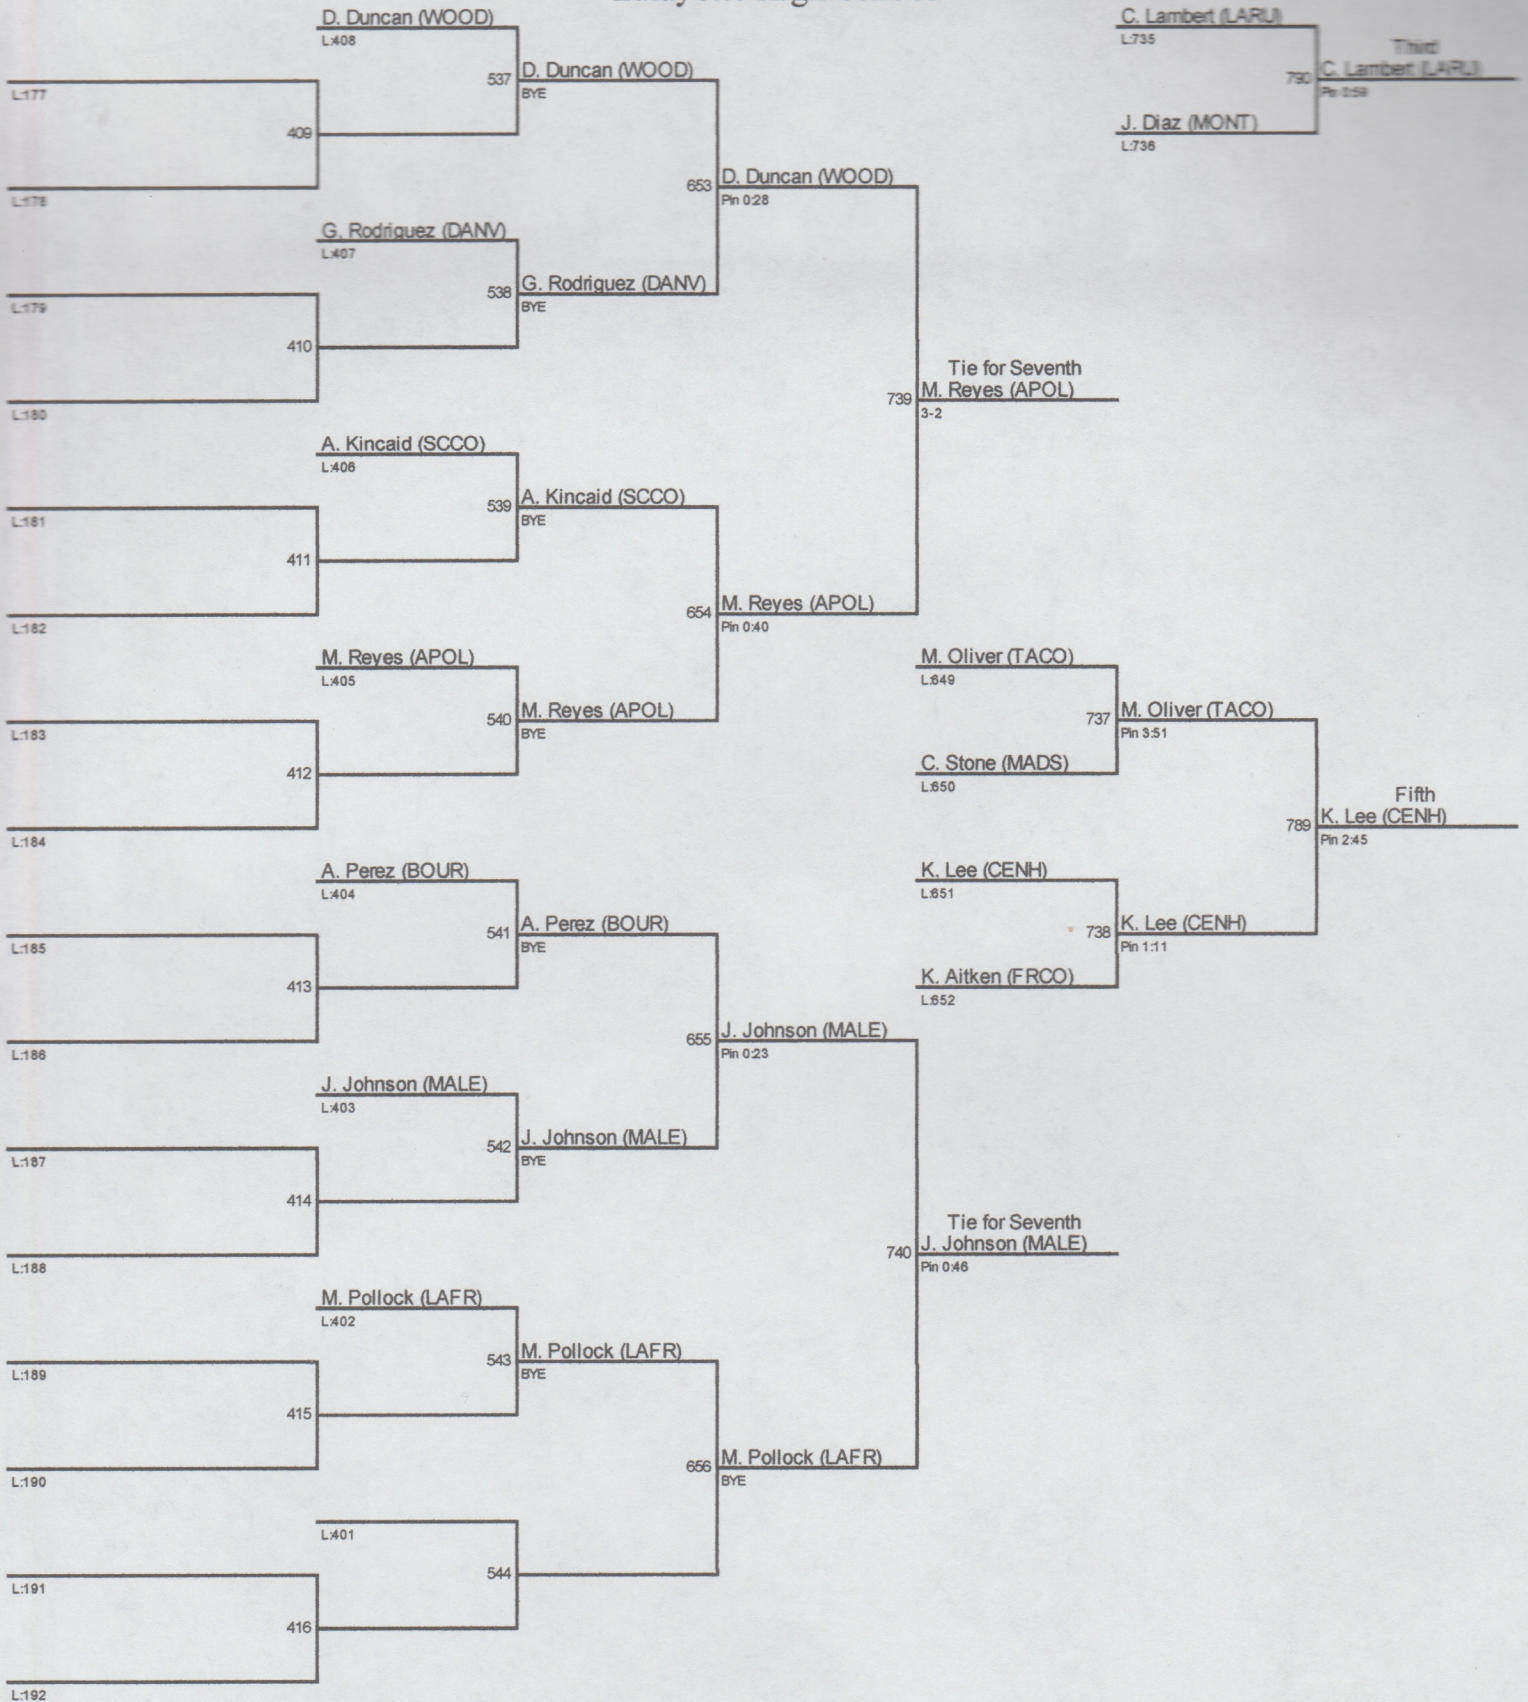 D. Duncan (WOOD)
L:408
L:177
409
L:178
537
D. Duncan (WOOD)
BYE
G. Rodriguez (DANV)
L:407
L:179
410
L:180
538
G. Rodriguez (DANV)
BYE
653
D. Duncan (WOOD)
Pin 0:28
A. Kincaid (SCCO)
L:406
L:181
411
L:182
539
A. Kincaid (SCCO)
BYE
M. Reyes (APOL)
L:405
L:183
412
L:184
540
M. Reyes (APOL)
BYE
654
M. Reyes (APOL)
Pin 0:40
Tie for Seventh
739
M. Reyes (APOL)
3-2
A. Perez (BOUR)
L:404
L:185
413
L:186
541
A. Perez (BOUR)
BYE
J. Johnson (MALE)
L:403
L:187
414
L:188
542
J. Johnson (MALE)
BYE
655
J. Johnson (MALE)
Pin 0:23
M. Pollock (LAFR)
L:402
L:189
415
L:190
543
M. Pollock (LAFR)
BYE
L:401
L:191
416
L:192
544
656
M. Pollock (LAFR)
BYE
Tie for Seventh
740
J. Johnson (MALE)
Pin 0:46
C. Lambert (LARU)
L:735
J. Diaz (MONT)
L:736
Third
790
C. Lambert (LARU)
Pin 0:59
M. Oliver (TACO)
L:649
C. Stone (MADS)
L:650
737
M. Oliver (TACO)
Pin 3:51
K. Lee (CENH)
L:651
K. Aitken (FRCO)
L:652
738
K. Lee (CENH)
Pin 1:11
Fifth
789
K. Lee (CENH)
Pin 2:45